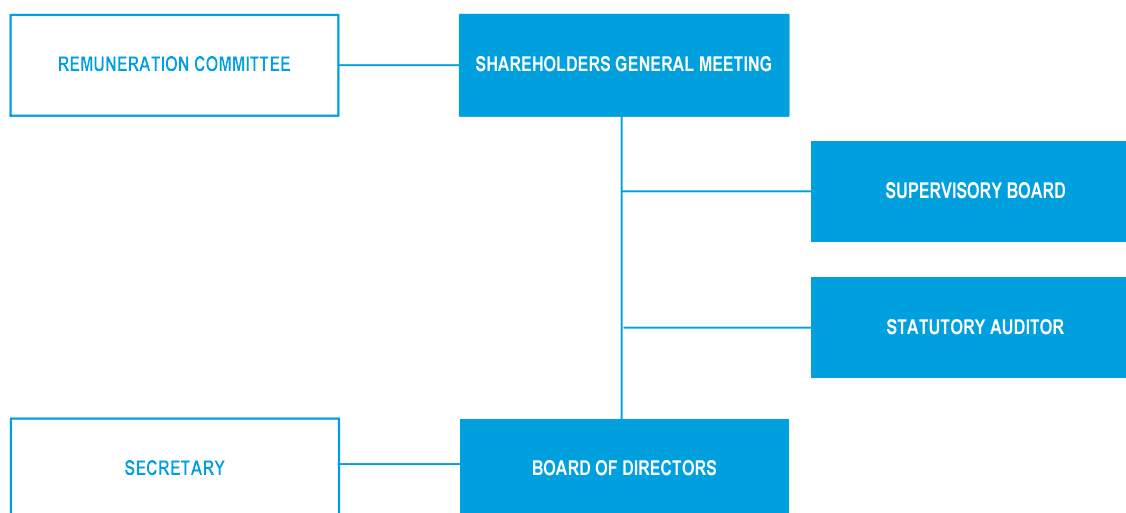 REMUNERATION COMMITTEE
SHAREHOLDERS GENERAL MEETING
SUPERVISORY BOARD
STATUTORY AUDITOR
SECRETARY
BOARD OF DIRECTORS